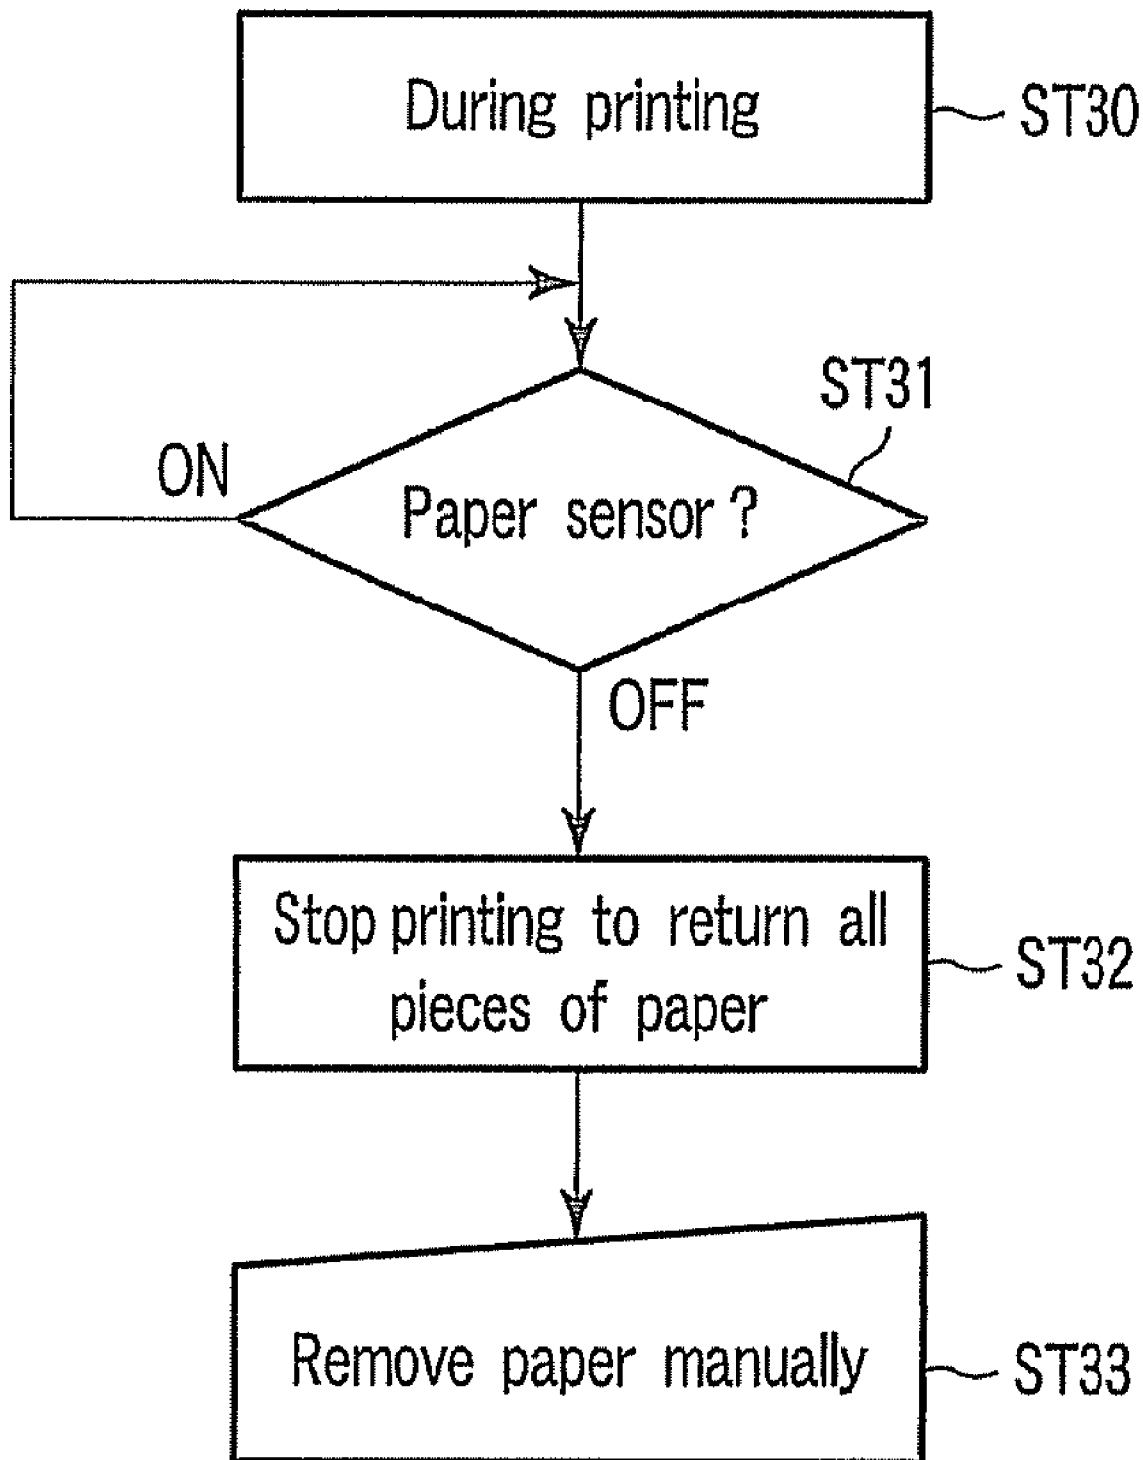 During printing
ST30
ST31
ON
Paper sensor ?
OFF
Stop printing to return all
pieces of paper
ST32
Remove paper manually
ST33